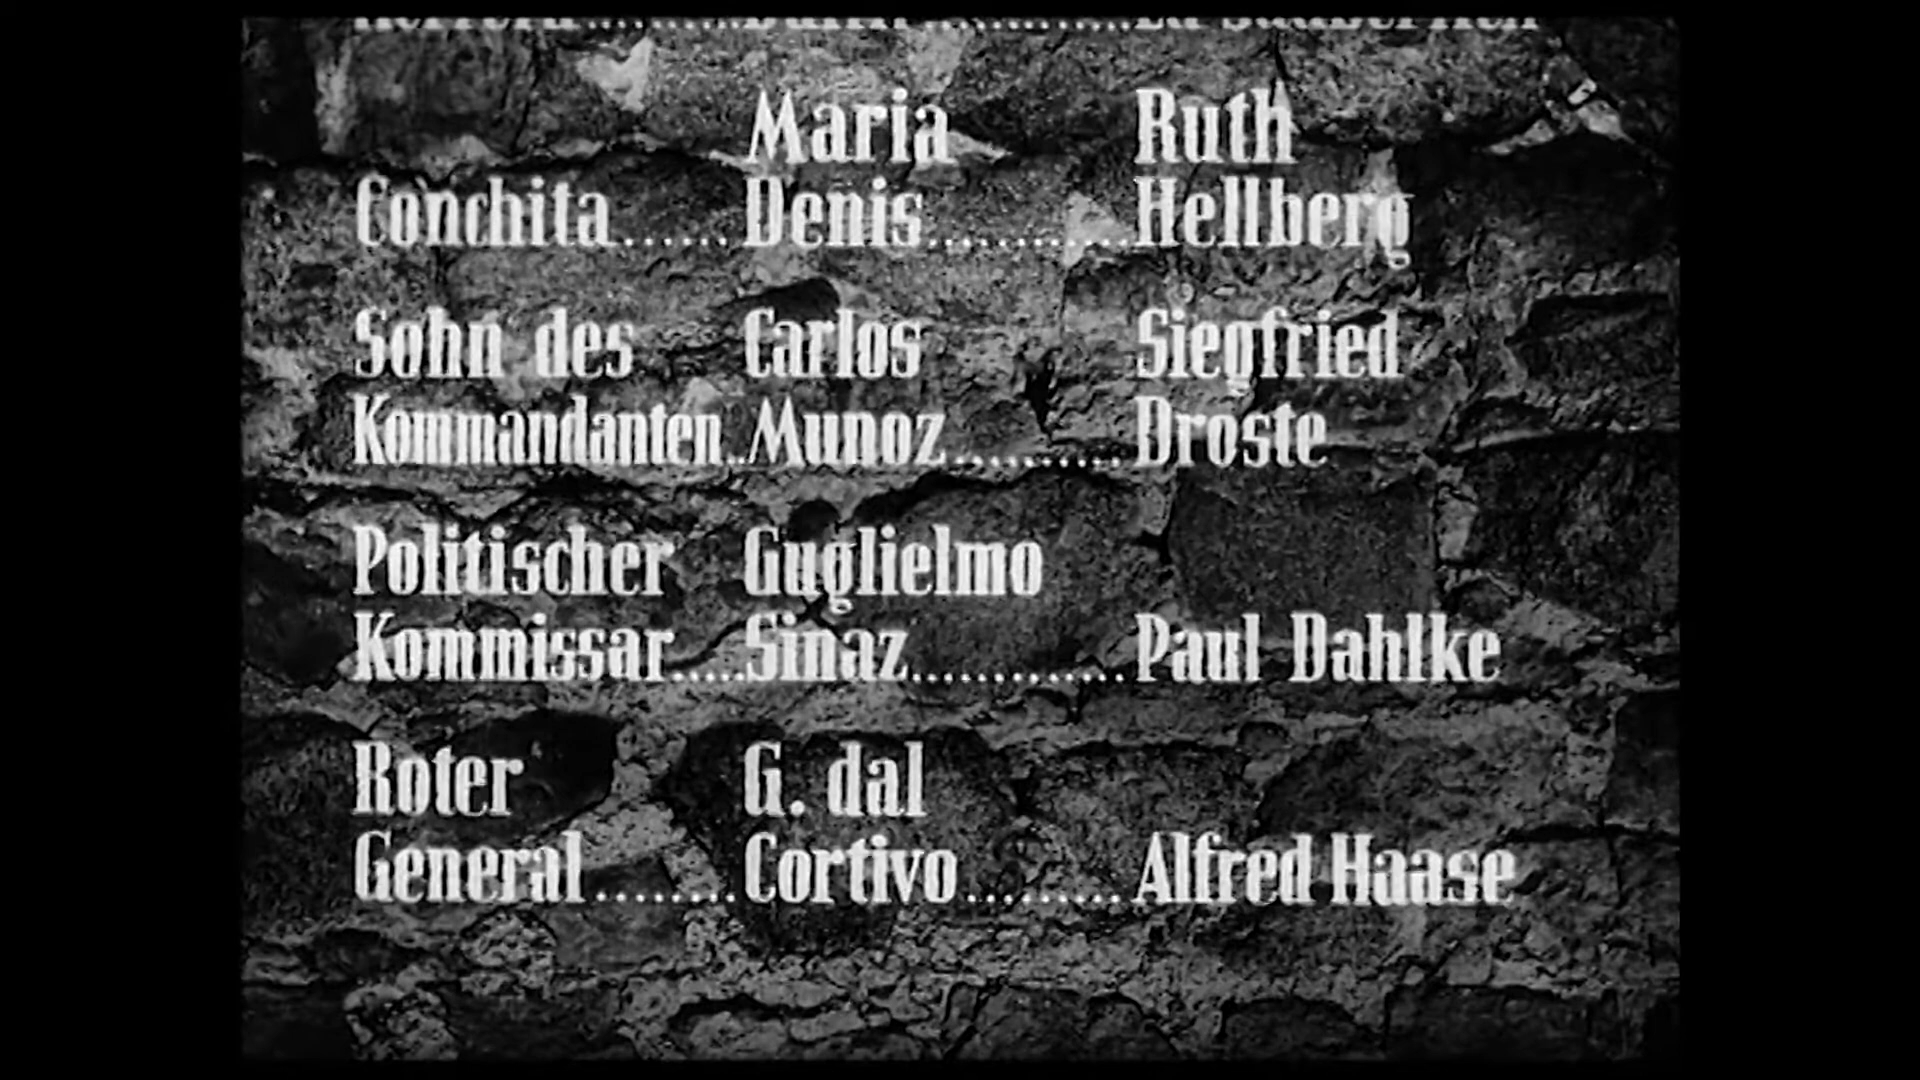 Maria Ruth
Conchita......Denis............Hellberg
Sohn des Carlos Siegfried
Kommandanten..Munoz..........Droste
Politischer Guglielmo
Kommissar.....Sinaz.............Paul Dahlke
Roter G. dal
General........Cortivo.........Alfred Haase